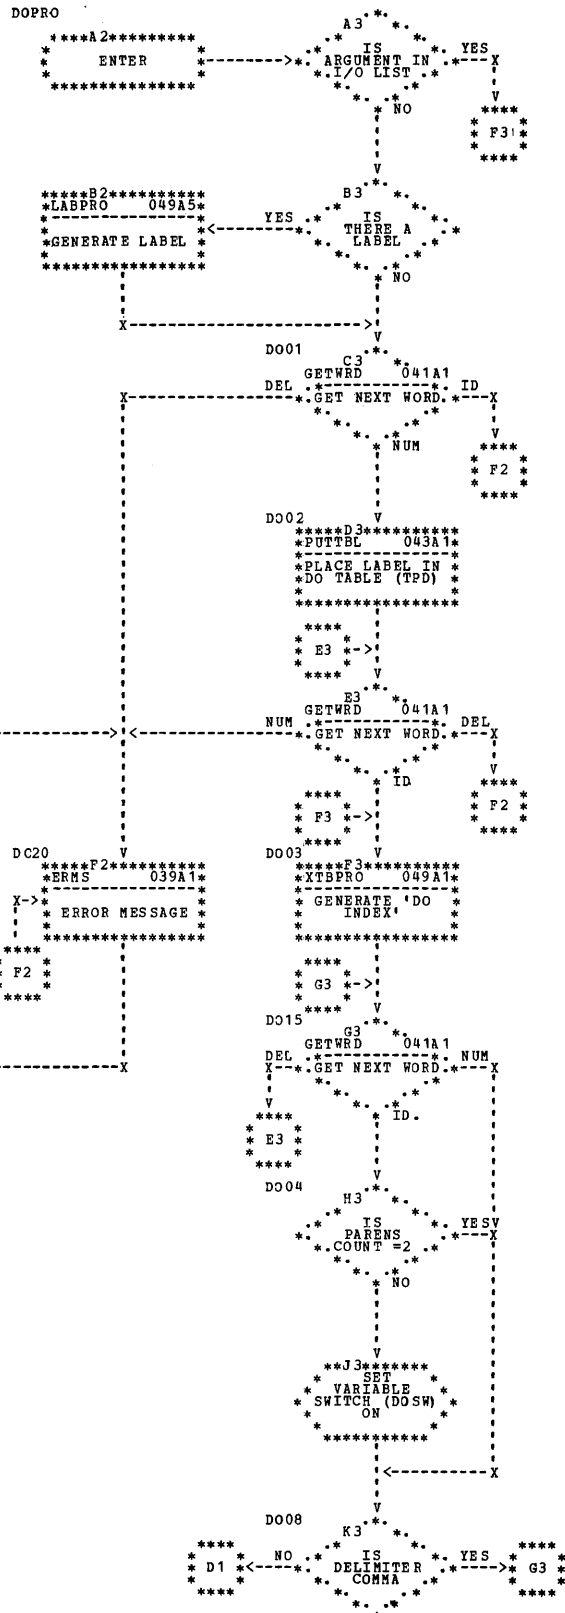 DOPRO
A2
ENTER
A3
IS
ARGUMENT IN
I/O LIST
YES
F3
NO
B2
LABPRO 049A5
GENERATE LABEL
YES
B3
IS
THERE A
LABEL
NO
DO01
C3
GETWRD 041A1
DEL
GET NEXT WORD
ID
F2
NUM
DO02
D3
PUTTBL 043A1
PLACE LABEL IN
DO TABLE (TPD)
E3
E3
GETWRD 041A1
NUM
GET NEXT WORD
DEL
F2
ID
F3
DC20
F2
ERMS 039A1
ERROR MESSAGE
F2
DO03
F3
XTBPRO 049A1
GENERATE 'DO
INDEX'
G3
DO15
G3
GETWRD 041A1
DEL
GET NEXT WORD
NUM
E3
ID
DO04
H3
IS
PARENS
COUNT =2
YES
NO
J3
SET
VARIABLE
SWITCH (DOSW)
ON
DO08
K3
IS
DELIMITER
COMMA
NO
D1
YES
G3